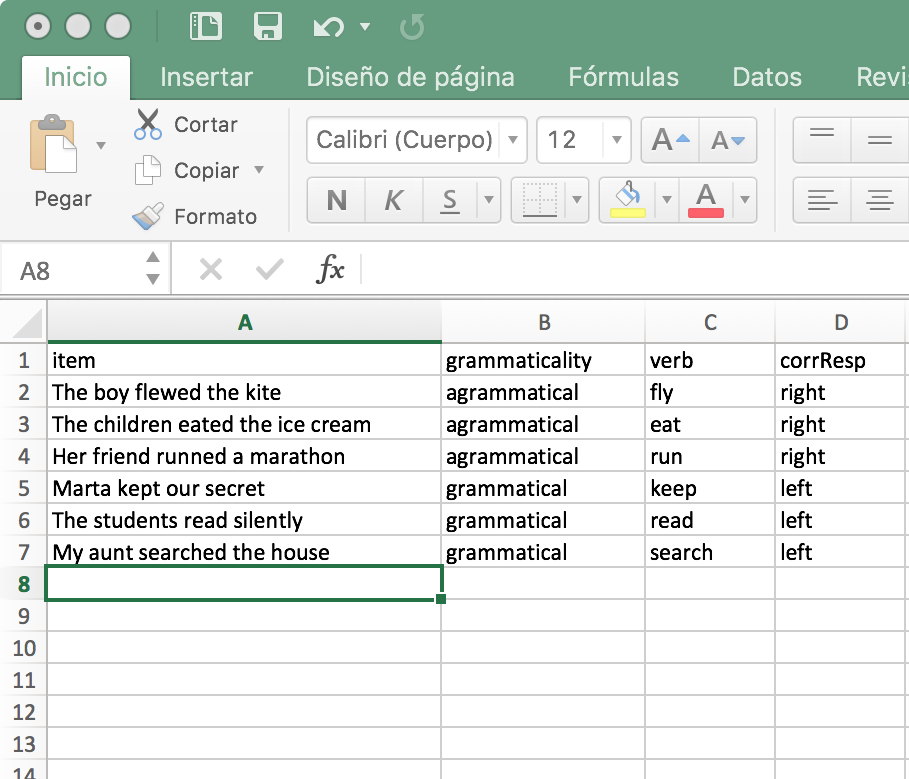 Inicio Insertar Diseño de página Fórmulas Datos Revi
Cortar
Copiar
Formato
Pegar
Calibri (Cuerpo) 12 A A
N K S A
A8 fx
A B C D
1 item grammaticality verb corrResp
2 The boy flewed the kite agrammatical fly right
3 The children eated the ice cream agrammatical eat right
4 Her friend runned a marathon agrammatical run right
5 Marta kept our secret grammatical keep left
6 The students read silently grammatical read left
7 My aunt searched the house grammatical search left
8
9
10
11
12
13
14